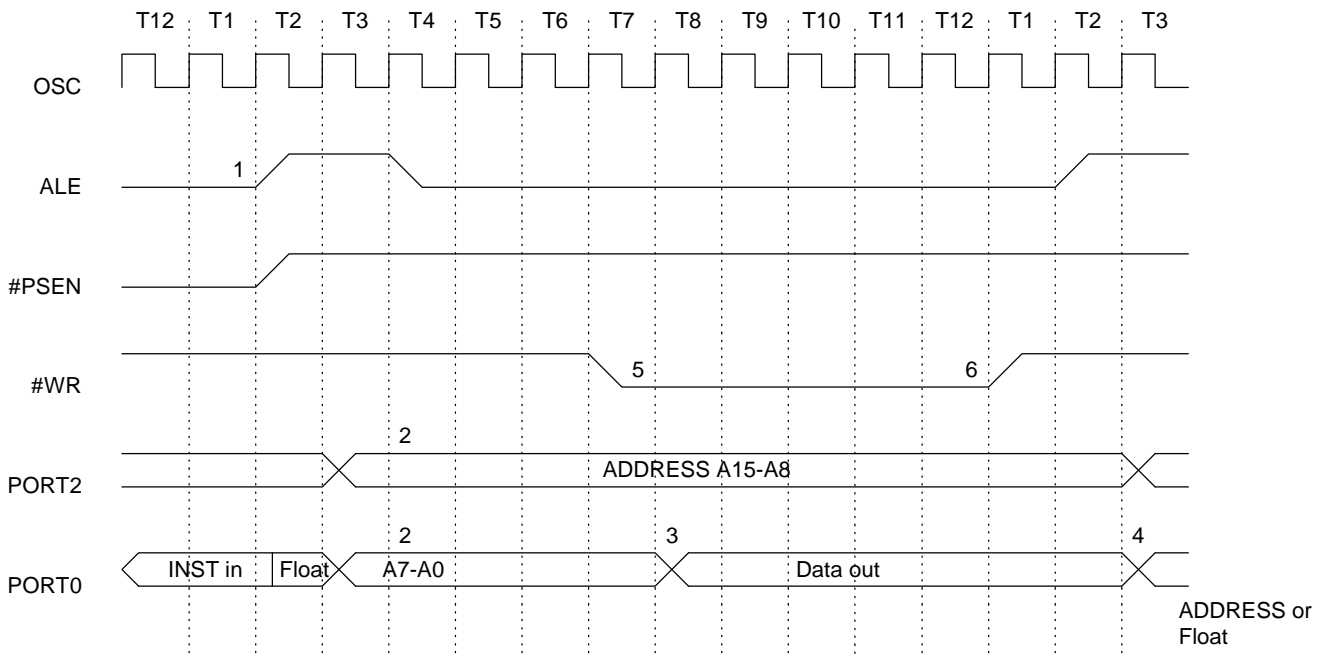 T12 T1 T2 T3 T4 T5 T6 T7 T8 T9 T10 T11 T12 T1 T2 T3
OSC
1
ALE
#PSEN
5 6
#WR
2
ADDRESS A15-A8
PORT2
2 3 4
INST in Float A7-A0 Data out
PORT0
ADDRESS or
Float